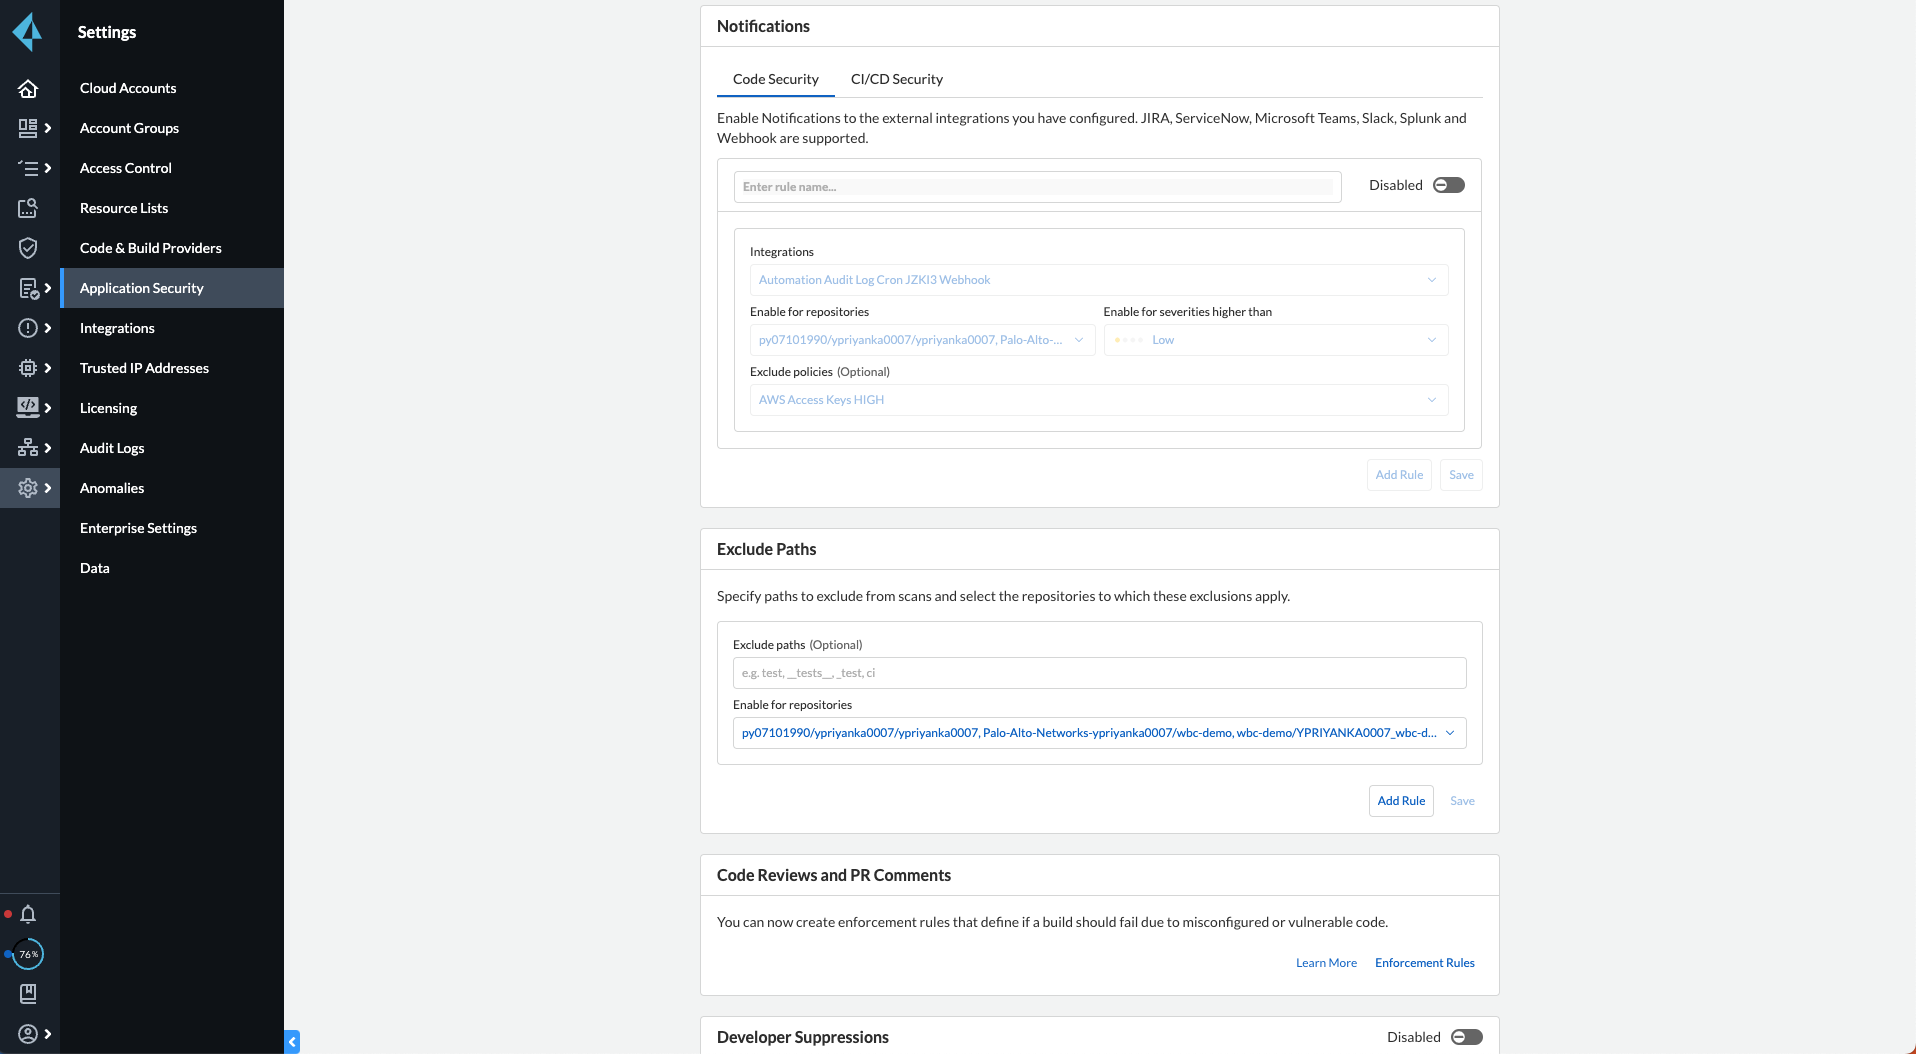 Settings
Cloud Accounts
Account Groups
Access Control
Resource Lists
Code & Build Providers
Application Security
Integrations
Trusted IP Addresses
Licensing
Audit Logs
Anomalies
Enterprise Settings
Data
76%
Notifications
Code Security
CI/CD Security
Enable Notifications to the external integrations you have configured. JIRA, ServiceNow, Microsoft Teams, Slack, Splunk and
Webhook are supported.
Enter rule name...
Disabled
Integrations
Automation Audit Log Cron JZKI3 Webhook
Enable for repositories
Enable for severities higher than
py07101990/ypriyanka0007/ypriyanka0007, Palo-Alto-...
Low
Exclude policies (Optional)
AWS Access Keys HIGH
Add Rule
Save
Exclude Paths
Specify paths to exclude from scans and select the repositories to which these exclusions apply.
Exclude paths (Optional)
e.g. test, __tests__, _test, ci
Enable for repositories
py07101990/ypriyanka0007/ypriyanka0007, Palo-Alto-Networks-ypriyanka0007/wbc-demo, wbc-demo/YPRIYANKA0007_wbc-d...
Add Rule
Save
Code Reviews and PR Comments
You can now create enforcement rules that define if a build should fail due to misconfigured or vulnerable code.
Learn More
Enforcement Rules
Developer Suppressions
Disabled